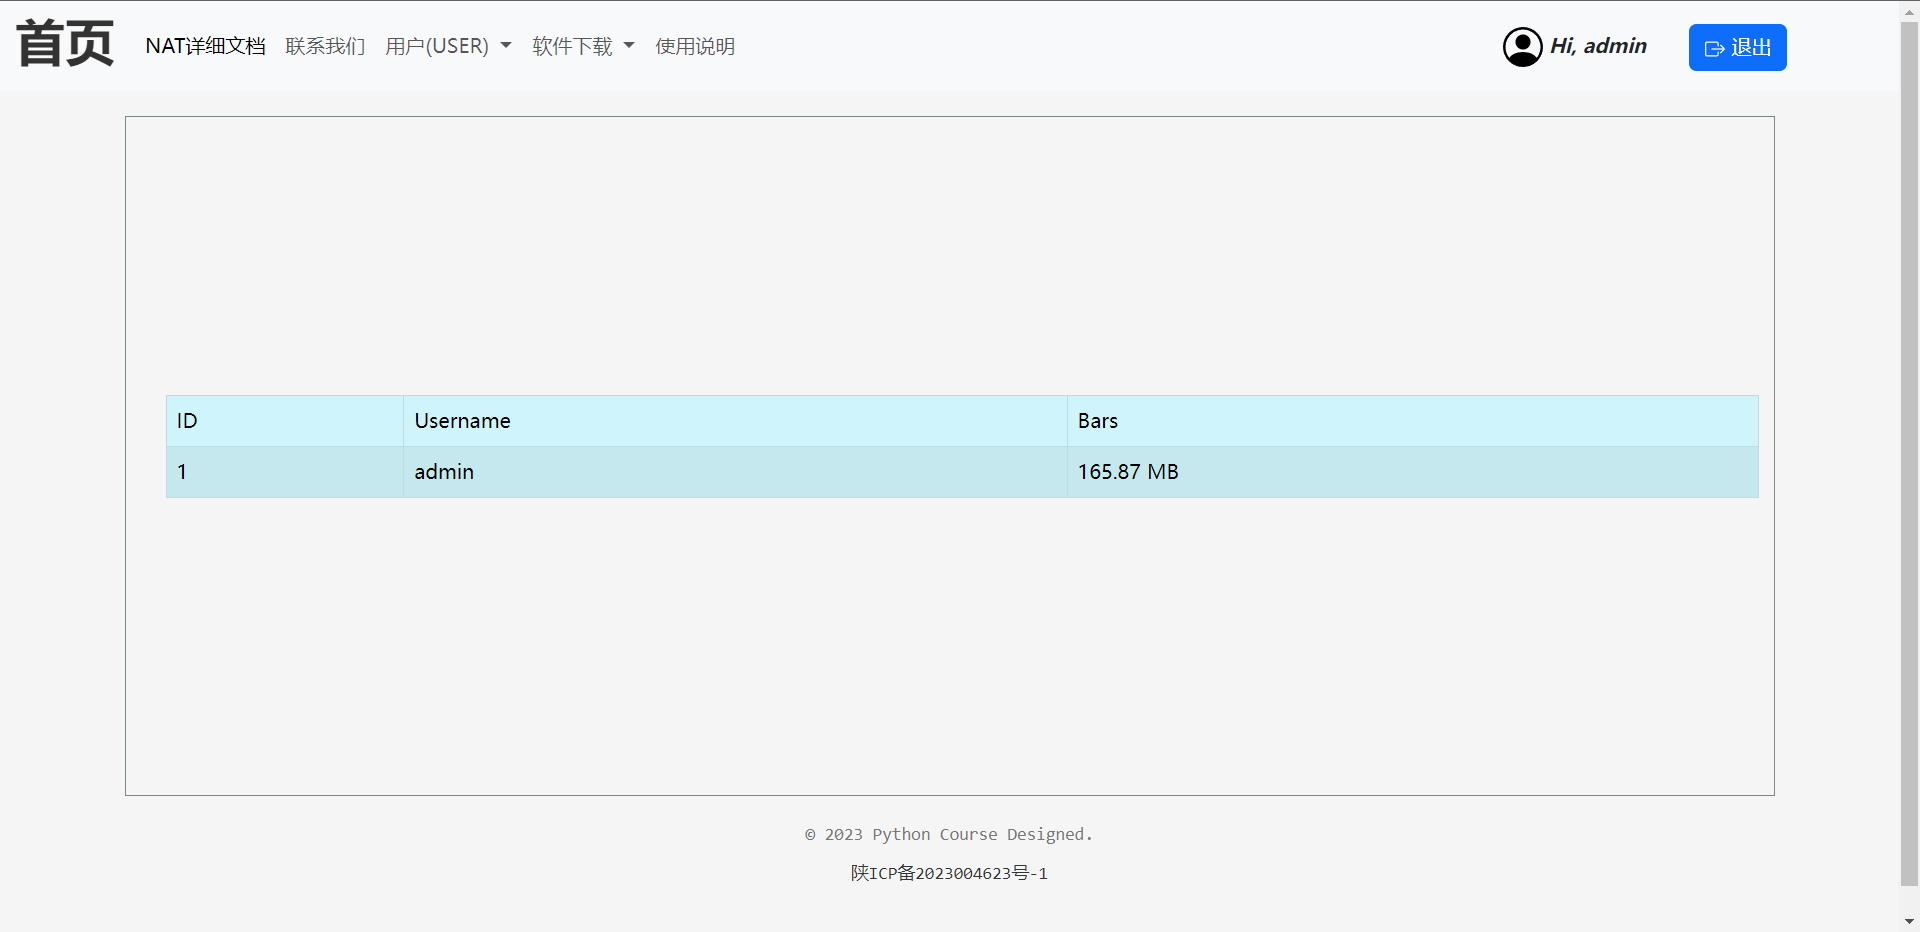 首页 NAT详细文档 联系我们 用户(USER) 软件下载 使用说明 Hi, admin 退出
ID Username Bars
1 admin 165.87 MB
© 2023 Python Course Designed.
陕ICP备2023004623号-1